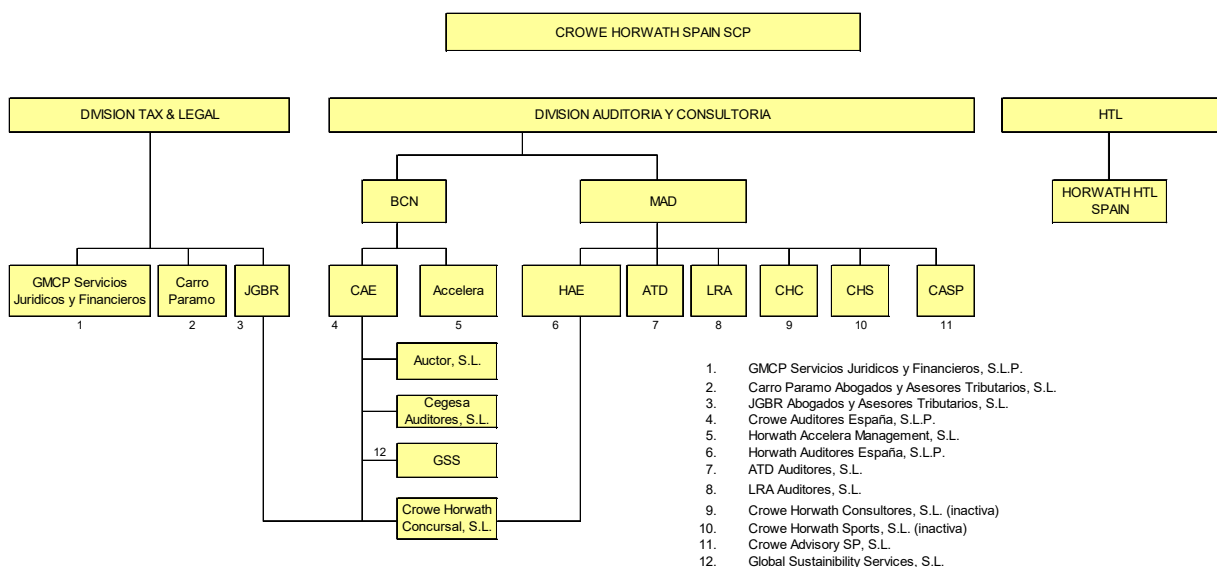 CROWE HORWATH SPAIN SCP
DIVISION TAX & LEGAL
DIVISION AUDITORIA Y CONSULTORIA
HTL
BCN
MAD
HORWATH HTL
SPAIN
GMCP Servicios
Juridicos y Financieros
Carro
Paramo
JGBR
CAE
Accelera
HAE
ATD
LRA
CHC
CHS
CASP
1
2
3
4
5
6
7
8
9
10
11
Auctor, S.L.
Cegesa
Auditores, S.L.
12
GSS
Crowe Horwath
Concursal, S.L.
1. GMCP Servicios Juridicos y Financieros, S.L.P.
2. Carro Paramo Abogados y Asesores Tributarios, S.L.
3. JGBR Abogados y Asesores Tributarios, S.L.
4. Crowe Auditores España, S.L.P.
5. Horwath Accelera Management, S.L.
6. Horwath Auditores España, S.L.P.
7. ATD Auditores, S.L.
8. LRA Auditores, S.L.
9. Crowe Horwath Consultores, S.L. (inactiva)
10. Crowe Horwath Sports, S.L. (inactiva)
11. Crowe Advisory SP, S.L.
12. Global Sustainibility Services, S.L.